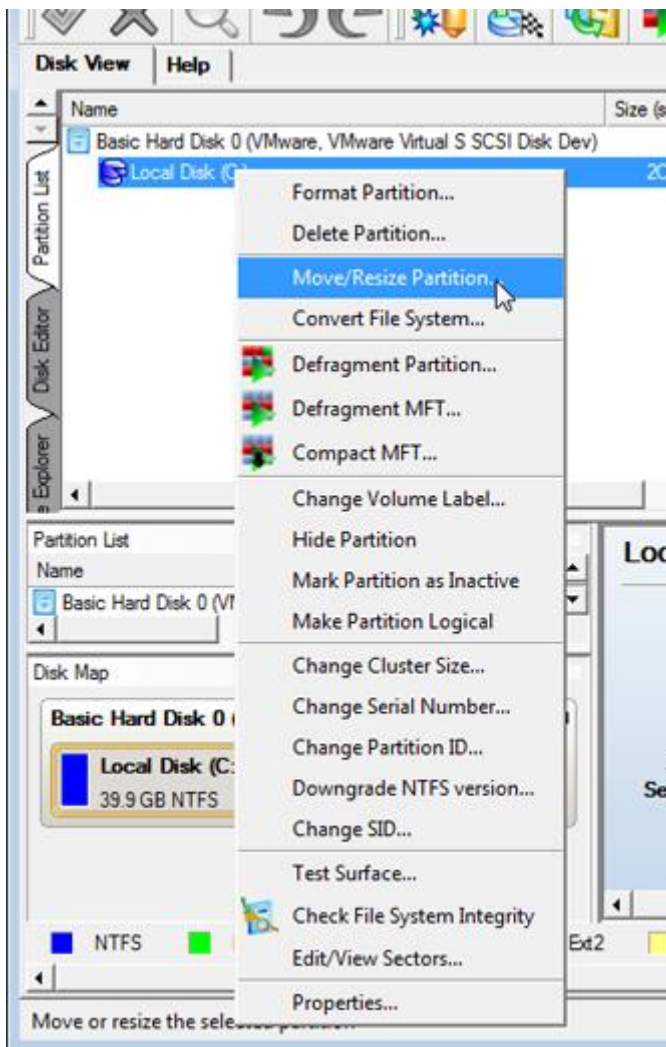 Disk View Help
Name Size (s
Basic Hard Disk 0 (VMware, VMware Virtual S SCSI Disk Dev)
Local Disk (C: 20
Partition List
Disk Editor
e Explorer
Format Partition...
Delete Partition...
Move/Resize Partition...
Convert File System...
Defragment Partition...
Defragment MFT...
Compact MFT...
Change Volume Label...
Hide Partition
Mark Partition as Inactive
Make Partition Logical
Change Cluster Size...
Change Serial Number...
Change Partition ID...
Downgrade NTFS version...
Change SID...
Test Surface...
Check File System Integrity
Edit/View Sectors...
Properties...
Partition List
Name
Basic Hard Disk 0 (VM
Loc
Disk Map
Basic Hard Disk 0 (
Local Disk (C:
39.9 GB NTFS
Se
NTFS Ext2
Move or resize the selected partition